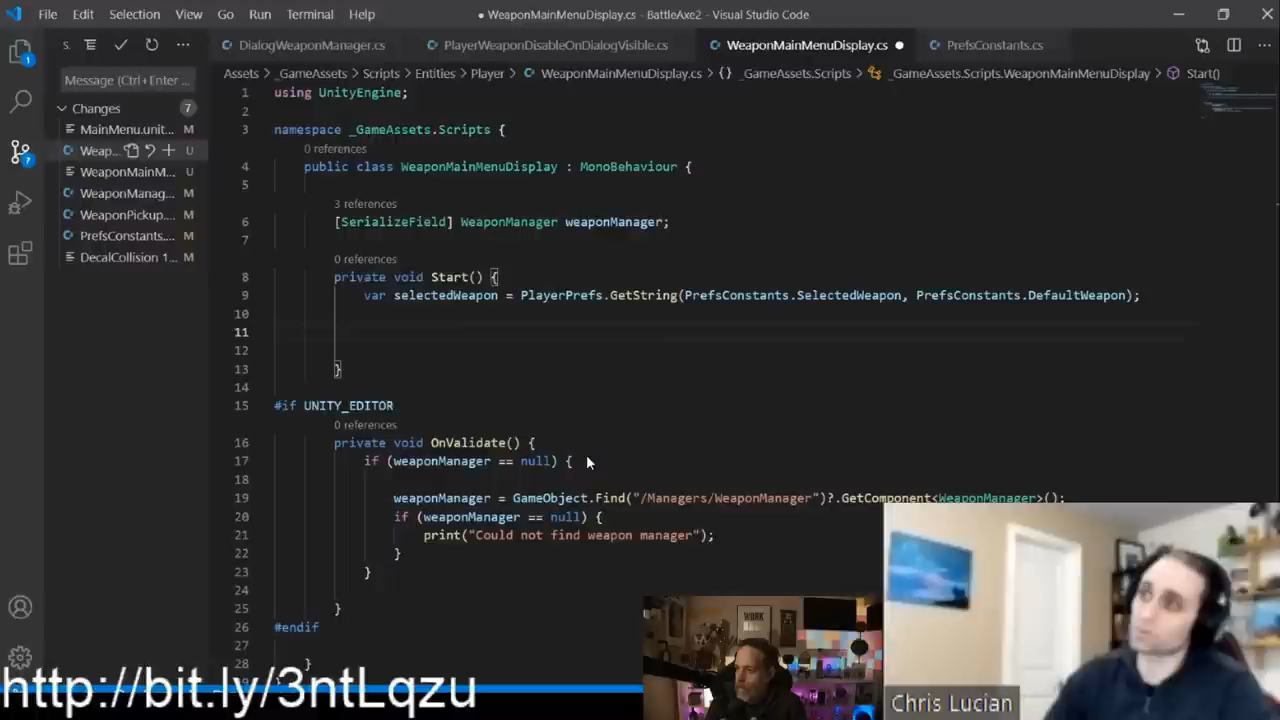 File Edit Selection View Go Run Terminal Help
● WeaponMainMenuDisplay.cs - BattleAxe2 - Visual Studio Code
S.
DialogWeaponManager.cs
PlayerWeaponDisableOnDialogVisible.cs
WeaponMainMenuDisplay.cs
PrefsConstants.cs
Assets > _GameAssets > Scripts > Entities > Player > WeaponMainMenuDisplay.cs > {} _GameAssets.Scripts > _GameAssets.Scripts.WeaponMainMenuDisplay > Start()
1
Message (Ctrl+Enter ...
Changes 7
MainMenu.unit... M
Weap... U
WeaponMainM... U
WeaponManag... M
WeaponPickup.... M
PrefsConstants.... M
DecalCollision 1... M
7
1 using UnityEngine;
2
3 namespace _GameAssets.Scripts {
0 references
4 public class WeaponMainMenuDisplay : MonoBehaviour {
5
3 references
6 [SerializeField] WeaponManager weaponManager;
7
0 references
8 private void Start() {
9 var selectedWeapon = PlayerPrefs.GetString(PrefsConstants.SelectedWeapon, PrefsConstants.DefaultWeapon);
10
11
12
13 }
14
15 #if UNITY_EDITOR
0 references
16 private void OnValidate() {
17 if (weaponManager == null) {
18
19 weaponManager = GameObject.Find("/Managers/WeaponManager")?.GetComponent<WeaponManager>();
20 if (weaponManager == null) {
21 print("Could not find weapon manager");
22 }
23 }
24
25 }
26 #endif
27
28 }
WORK
Chris Lucian
http://bit.ly/3ntLqzu